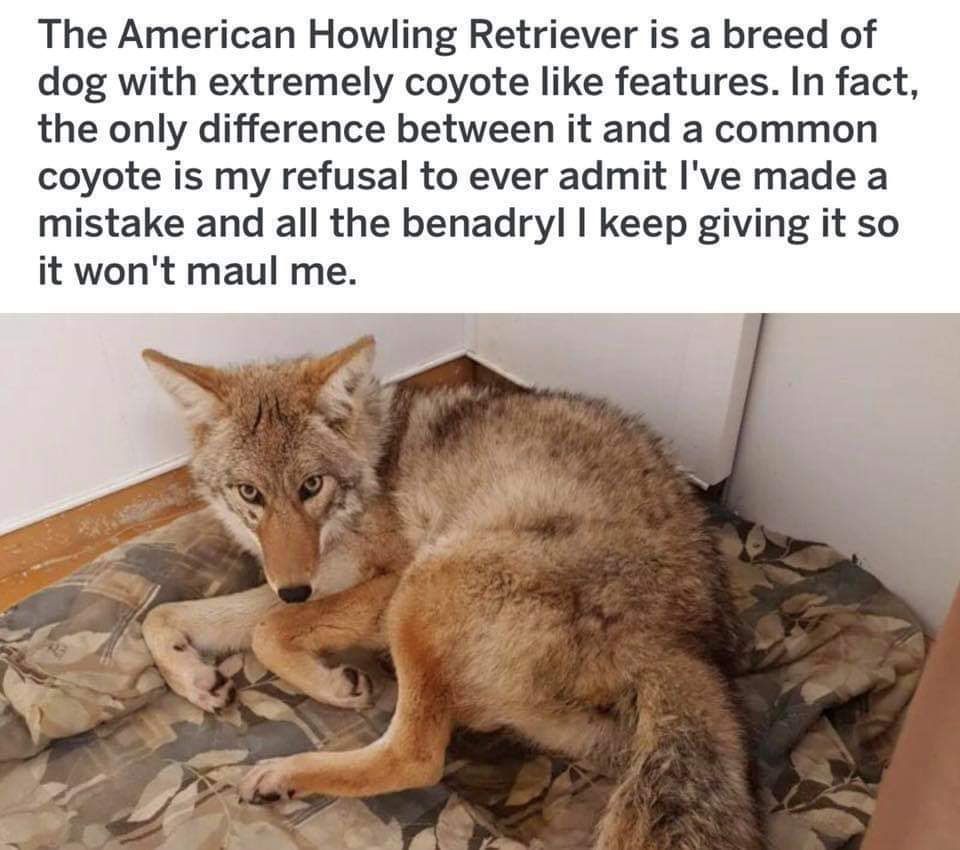 The American Howling Retriever is a breed of
dog with extremely coyote like features. In fact,
the only difference between it and a common
coyote is my refusal to ever admit I've made a
mistake and all the benadryl I keep giving it so
it won't maul me.